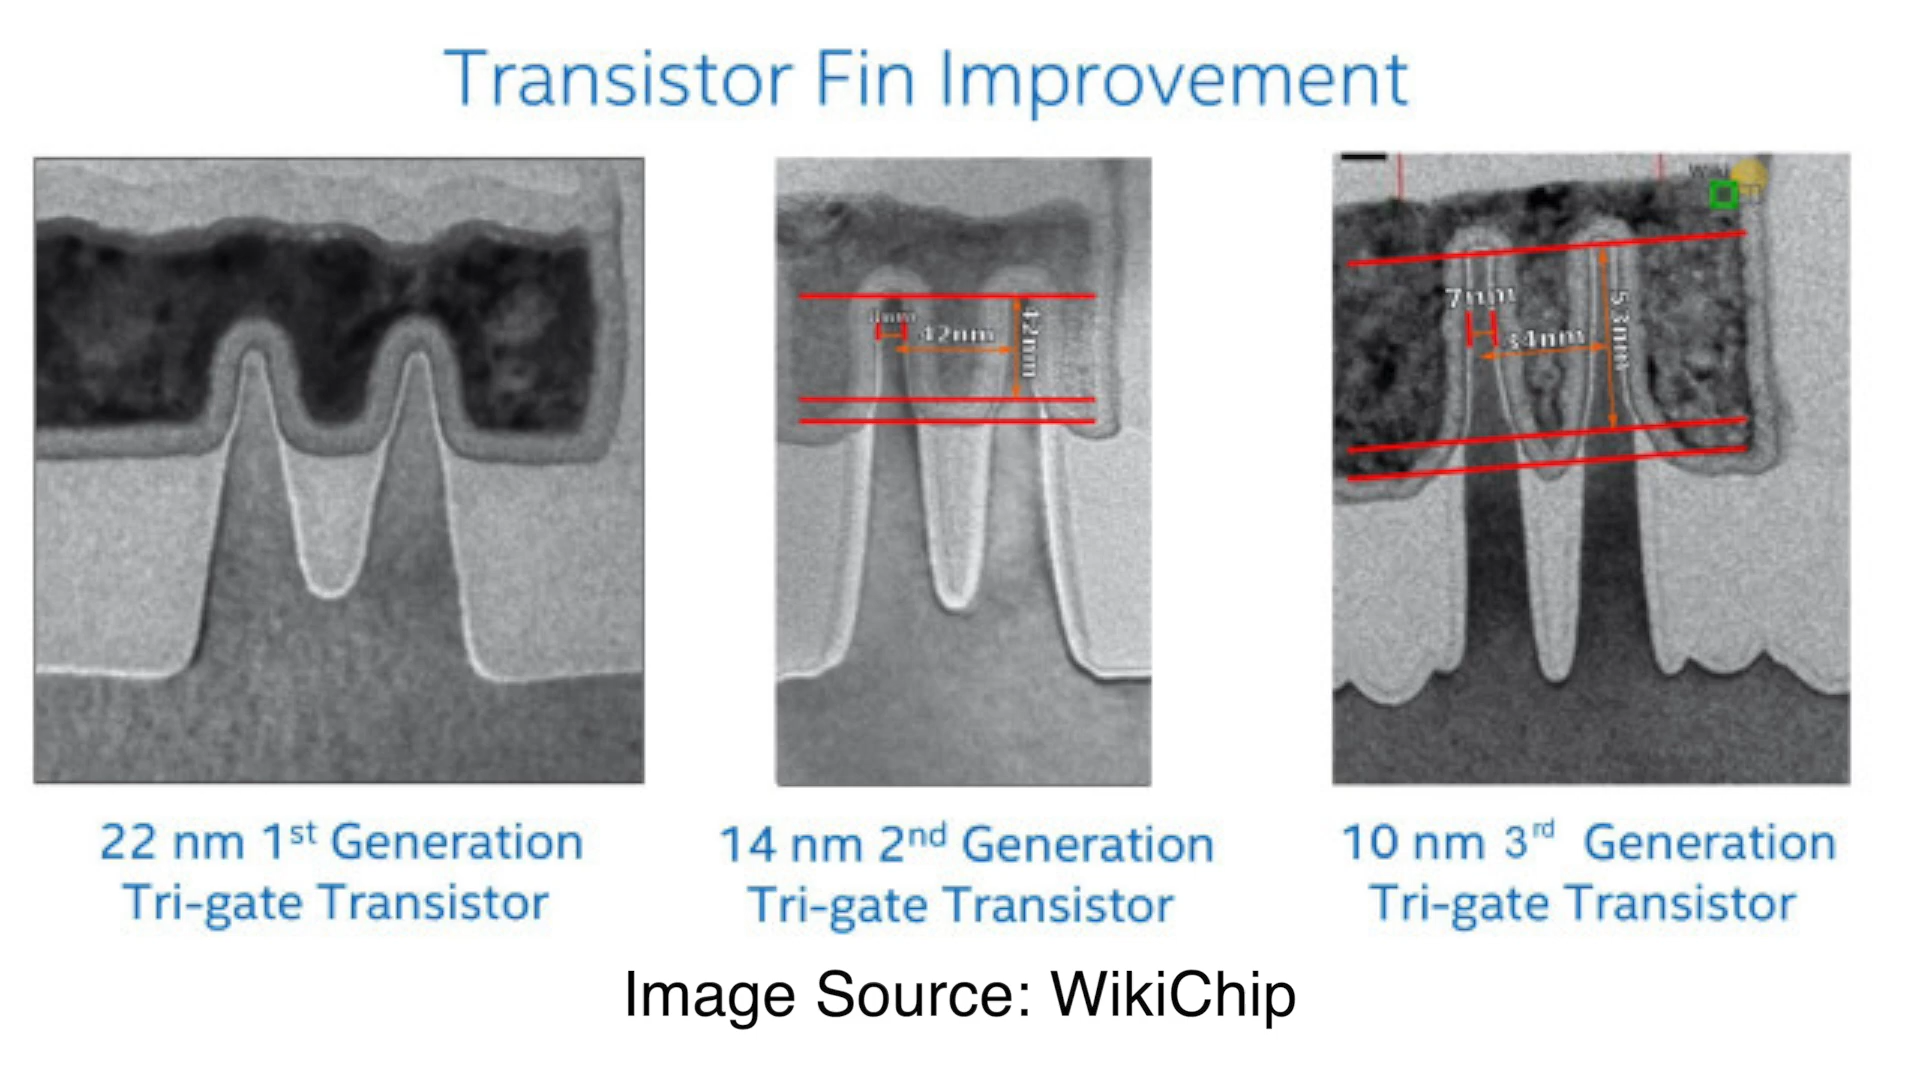 Transistor Fin Improvement
42nm
42nm
7nm
34nm
53nm
22 nm 1st Generation
Tri-gate Transistor
14 nm 2nd Generation
Tri-gate Transistor
10 nm 3rd Generation
Tri-gate Transistor
Image Source: WikiChip